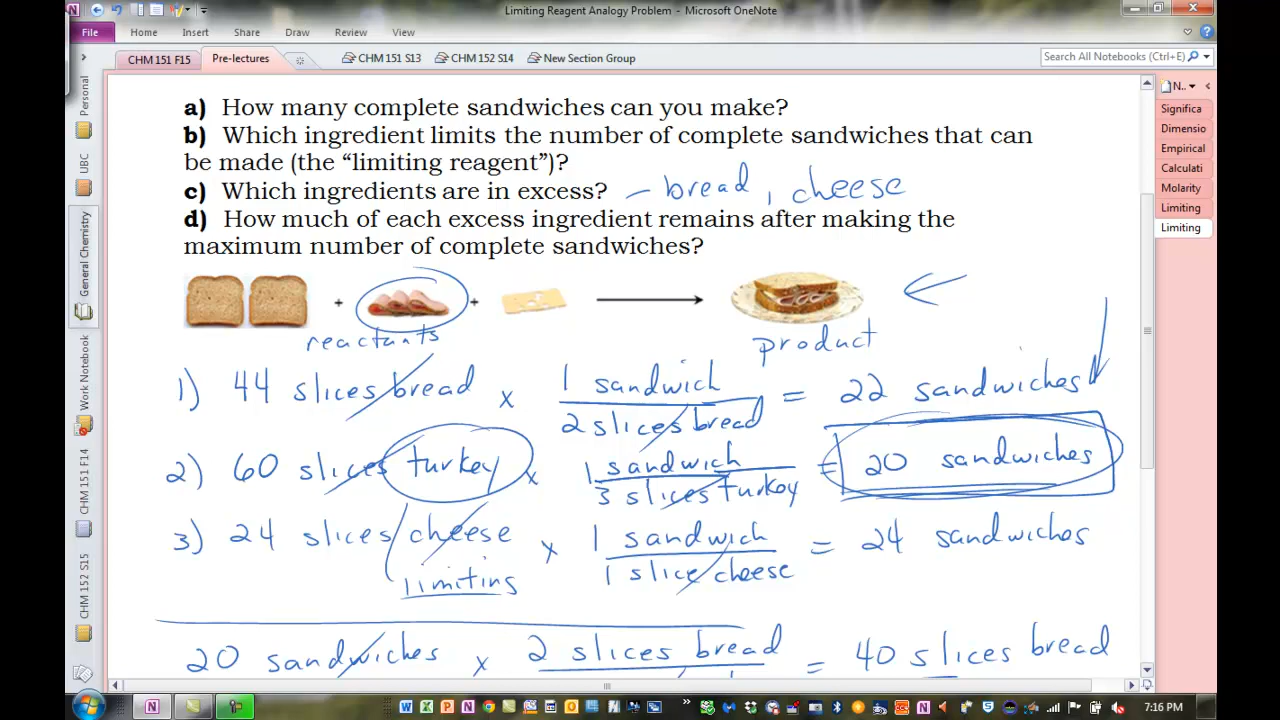 Limiting Reagent Analogy Problem - Microsoft OneNote
File Home Insert Share Draw Review View
CHM 151 F15 Pre-lectures CHM 151 S13 CHM 152 S14 New Section Group Search All Notebooks (Ctrl+E)
Personal
UBC
General Chemistry
Work Notebook
CHM 151 F14
CHM 152 S15
N..
Significa
Dimensio
Empirical
Calculati
Molarity
Limiting
Limiting
a) How many complete sandwiches can you make?
b) Which ingredient limits the number of complete sandwiches that can
be made (the “limiting reagent”)?
c) Which ingredients are in excess? – bread, cheese
d) How much of each excess ingredient remains after making the
maximum number of complete sandwiches?
+ +
reactants product
1) 44 slices bread x 1 sandwich / 2 slices bread = 22 sandwiches
2) 60 slices turkey x 1 sandwich / 3 slices turkey = 20 sandwiches
3) 24 slices cheese x 1 sandwich / 1 slice cheese = 24 sandwiches
limiting
20 sandwiches x 2 slices bread = 40 slices bread
7:16 PM